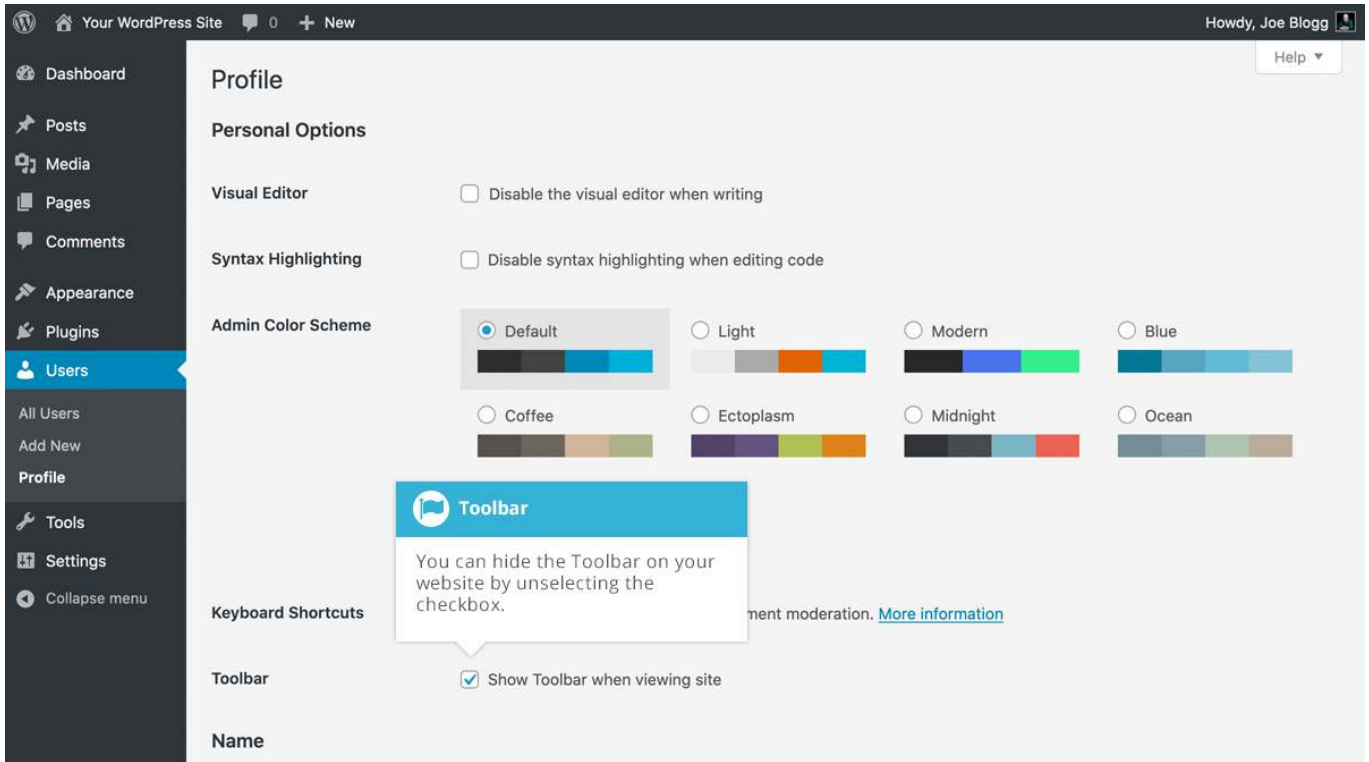 Your WordPress Site 0 + New Howdy, Joe Blogg
Help ▼
Dashboard
Posts
Media
Pages
Comments
Appearance
Plugins
Users
All Users
Add New
Profile
Tools
Settings
Collapse menu
Profile
Personal Options
Visual Editor Disable the visual editor when writing
Syntax Highlighting Disable syntax highlighting when editing code
Admin Color Scheme Default Light Modern Blue
Coffee Ectoplasm Midnight Ocean
Toolbar
You can hide the Toolbar on your
website by unselecting the
checkbox.
Keyboard Shortcuts moderation. More information
Toolbar Show Toolbar when viewing site
Name